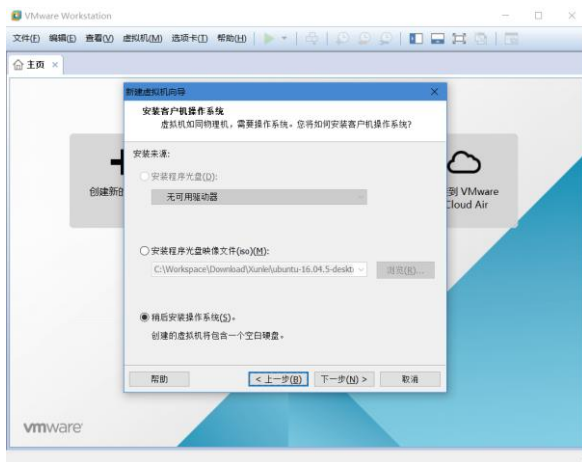 VMware Workstation
文件(F) 编辑(E) 查看(V) 虚拟机(M) 选项卡(T) 帮助(H)
主页
新建虚拟机向导
安装客户机操作系统
虚拟机如同物理机，需要操作系统。您将如何安装客户机操作系统?
安装来源:
安装程序光盘(D):
无可用驱动器
创建新的
到 VMware
Cloud Air
安装程序光盘映像文件(iso)(M):
C:\Workspace\Download\Xunlei\ubuntu-16.04.5-deskt
浏览(R)...
稍后安装操作系统(S)。
创建的虚拟机将包含一个空白硬盘。
帮助 < 上一步(B) 下一步(N) > 取消
vmware